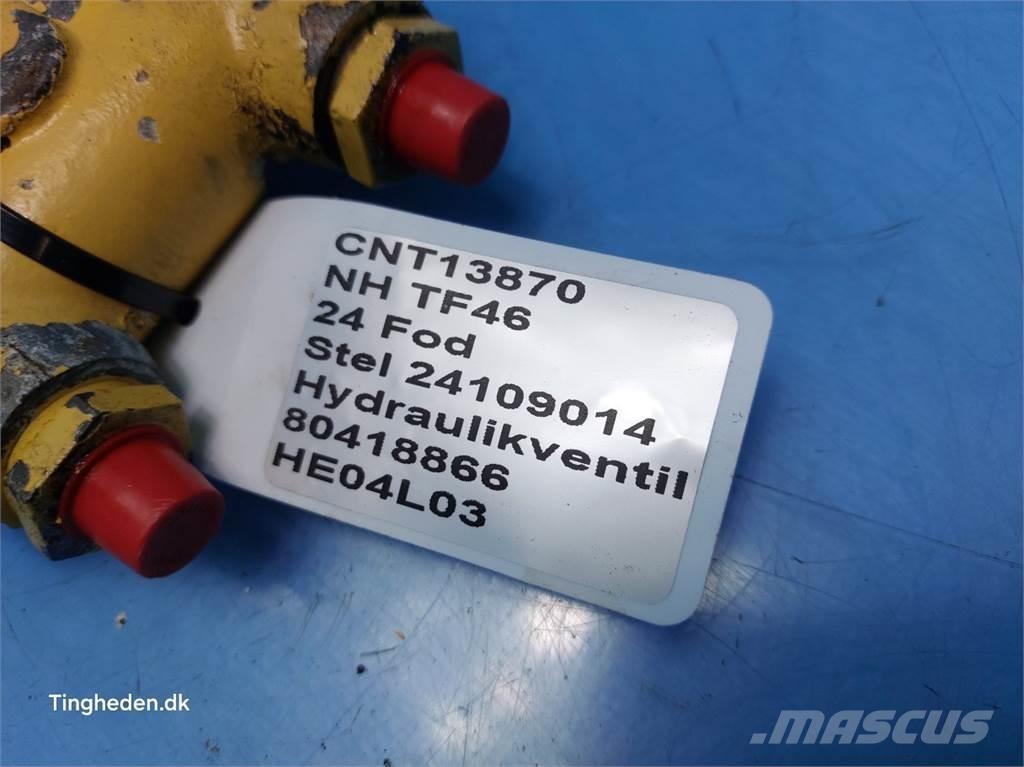 CNT13870
NH TF46
24 Fod
Stel 24109014
Hydraulikventil
80418866
HE04L03
Tingheden.dk
MASCUS